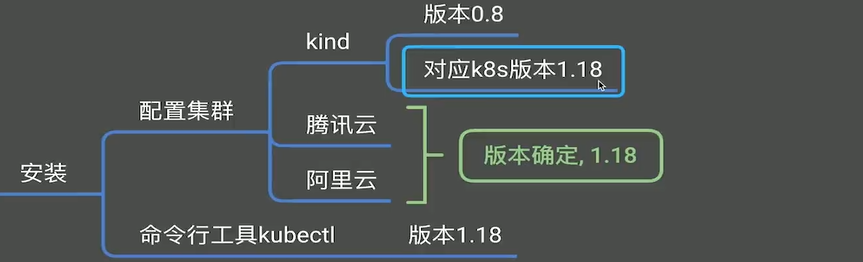 版本0.8
kind
对应k8s版本1.18
配置集群
腾讯云
版本确定, 1.18
安装
阿里云
命令行工具kubectl
版本1.18